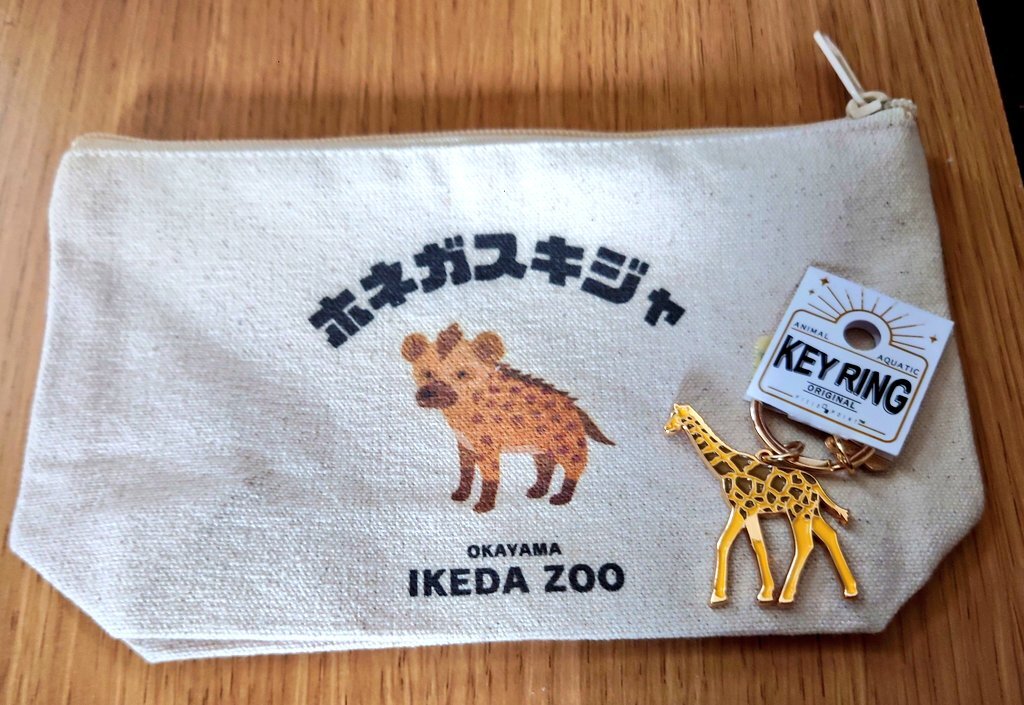 ホネガスキジャ
OKAYAMA
IKEDA ZOO
ANIMAL
AQUATIC
KEY RING
ORIGINAL